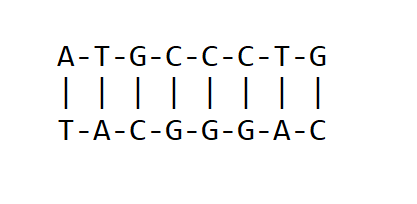 A-T-G-C-C-C-T-G
| | | | | | | |
T-A-C-G-G-G-A-C